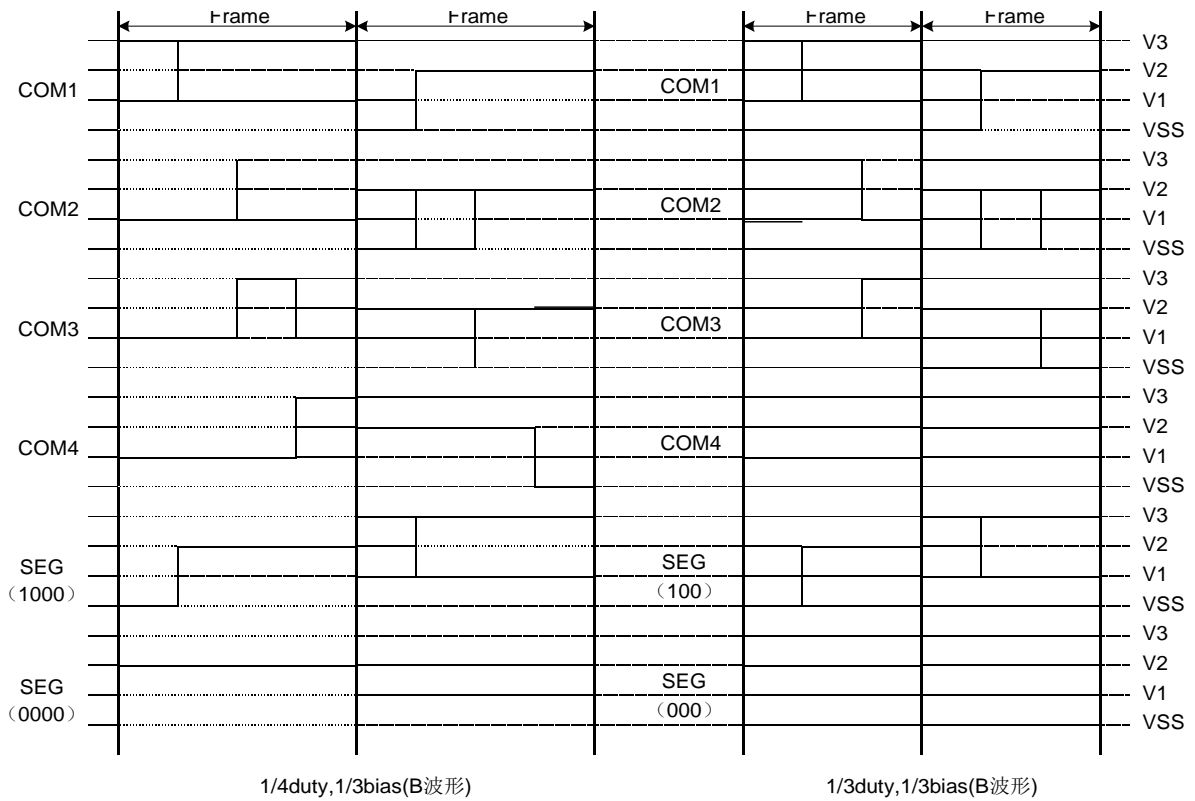 Frame Frame Frame Frame
V3
V2
COM1 COM1 V1
VSS
V3
V2
COM2 COM2 V1
VSS
V3
V2
COM3 COM3 V1
VSS
V3
V2
COM4 COM4 V1
VSS
V3
V2
SEG SEG V1
（1000） （100） VSS
V3
V2
SEG SEG V1
（0000） （000） VSS
1/4duty,1/3bias(B波形) 1/3duty,1/3bias(B波形)